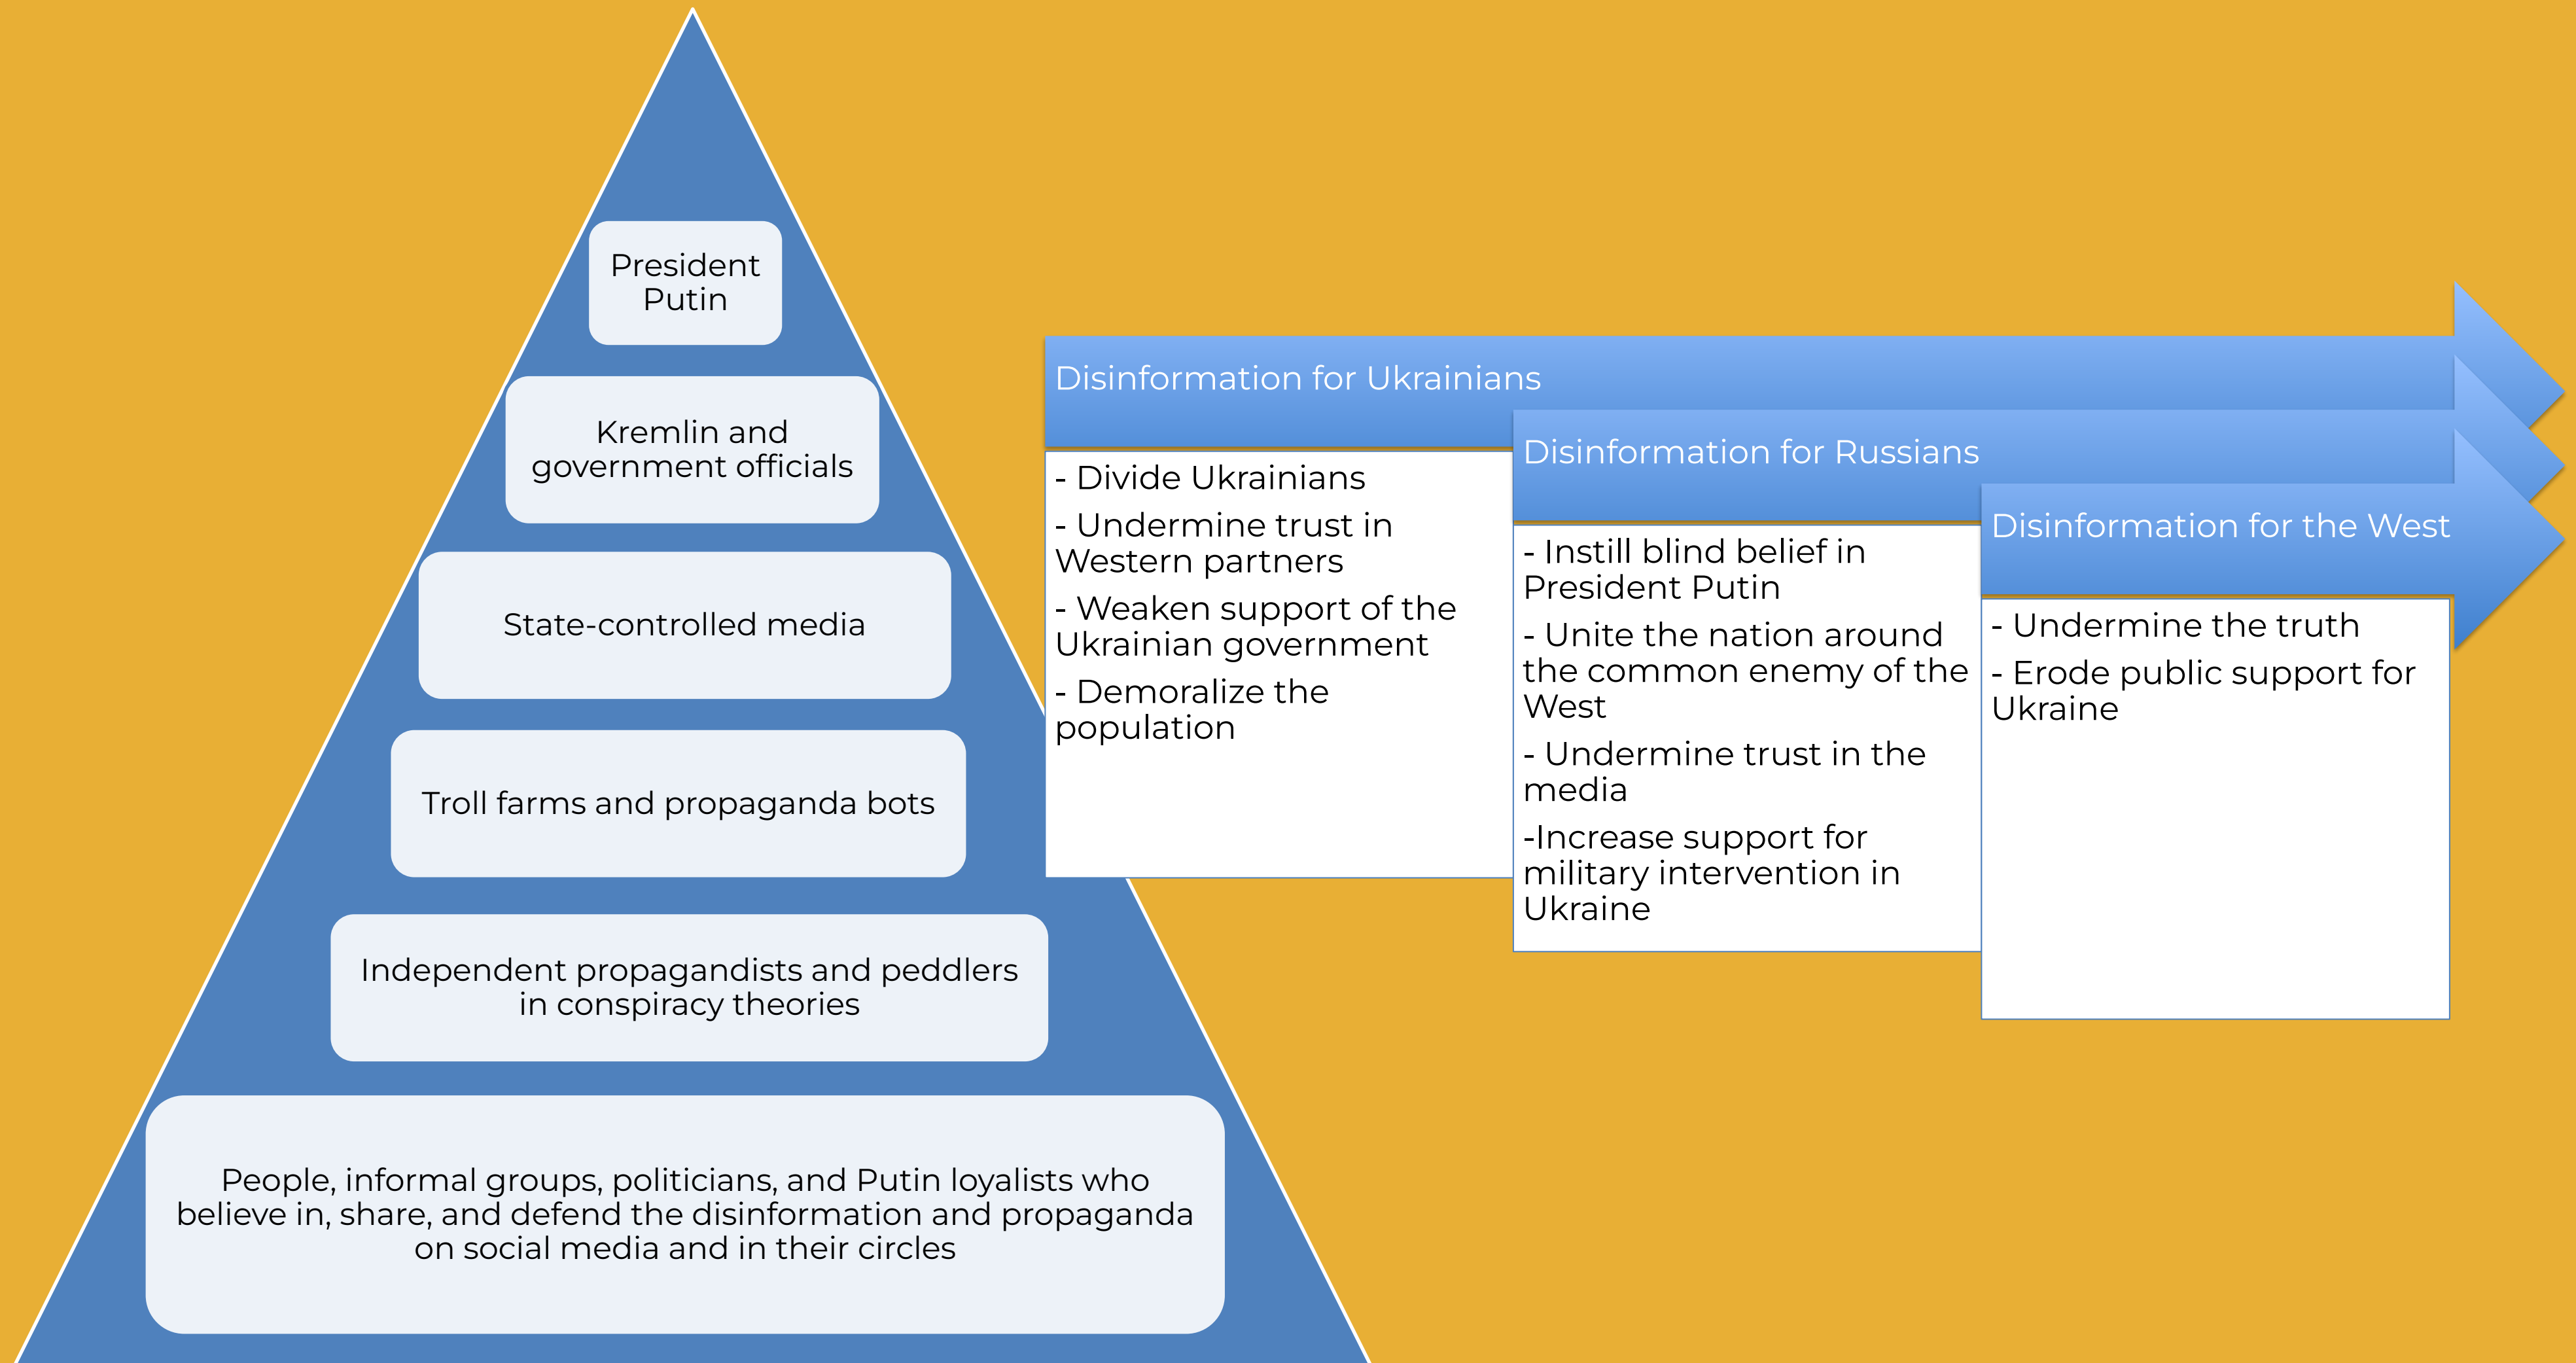 President
Putin
Kremlin and
government officials
State-controlled media
Troll farms and propaganda bots
Independent propagandists and peddlers
in conspiracy theories
People, informal groups, politicians, and Putin loyalists who
believe in, share, and defend the disinformation and propaganda
on social media and in their circles
Disinformation for Ukrainians
- Divide Ukrainians
- Undermine trust in
Western partners
- Weaken support of the
Ukrainian government
- Demoralize the
population
Disinformation for Russians
- Instill blind belief in
President Putin
- Unite the nation around
the common enemy of the
West
- Undermine trust in the
media
-Increase support for
military intervention in
Ukraine
Disinformation for the West
- Undermine the truth
- Erode public support for
Ukraine